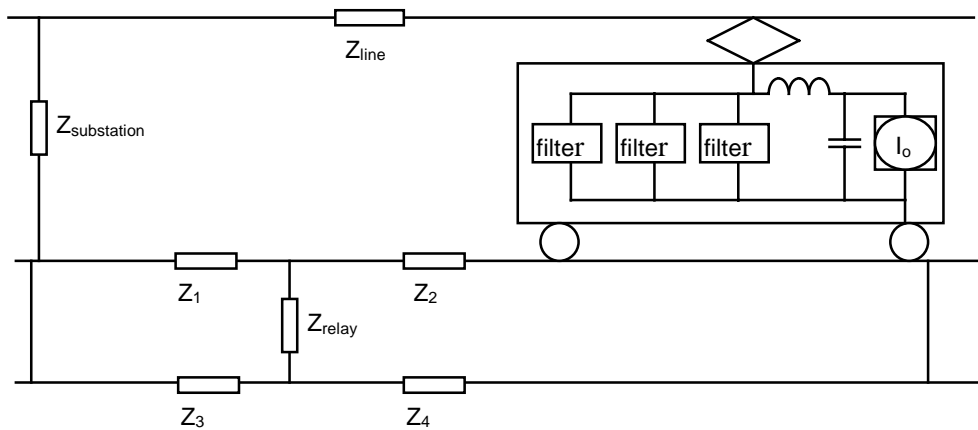 Zline
Zsubstation
filter filter filter
Io
Z1
Z2
Zrelay
Z3
Z4